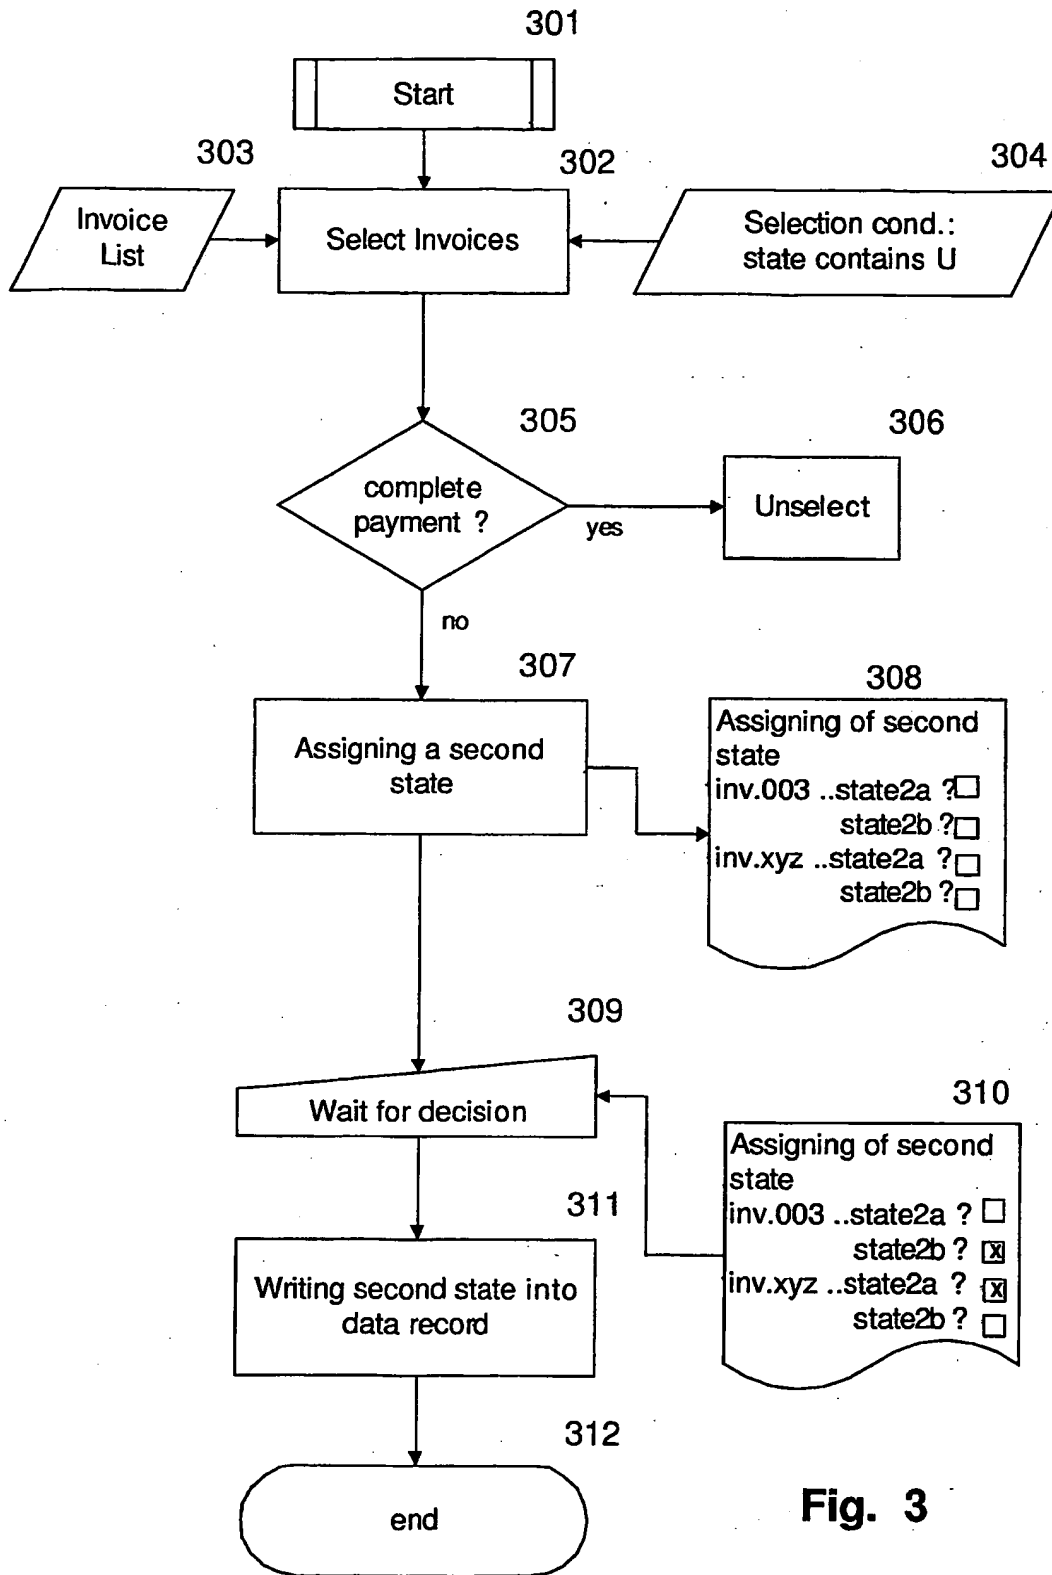 301
Start
303
302
304
Invoice
List
Select Invoices
Selection cond.:
state contains U
305
306
complete
payment ?
yes
Unselect
no
307
308
Assigning a second
state
Assigning of second
state
inv.003 ..state2a ?
state2b ?
inv.xyz ..state2a ?
state2b ?
309
Wait for decision
310
Assigning of second
state
inv.003 ..state2a ?
state2b ? x
inv.xyz ..state2a ? x
state2b ?
311
Writing second state into
data record
312
end
Fig. 3